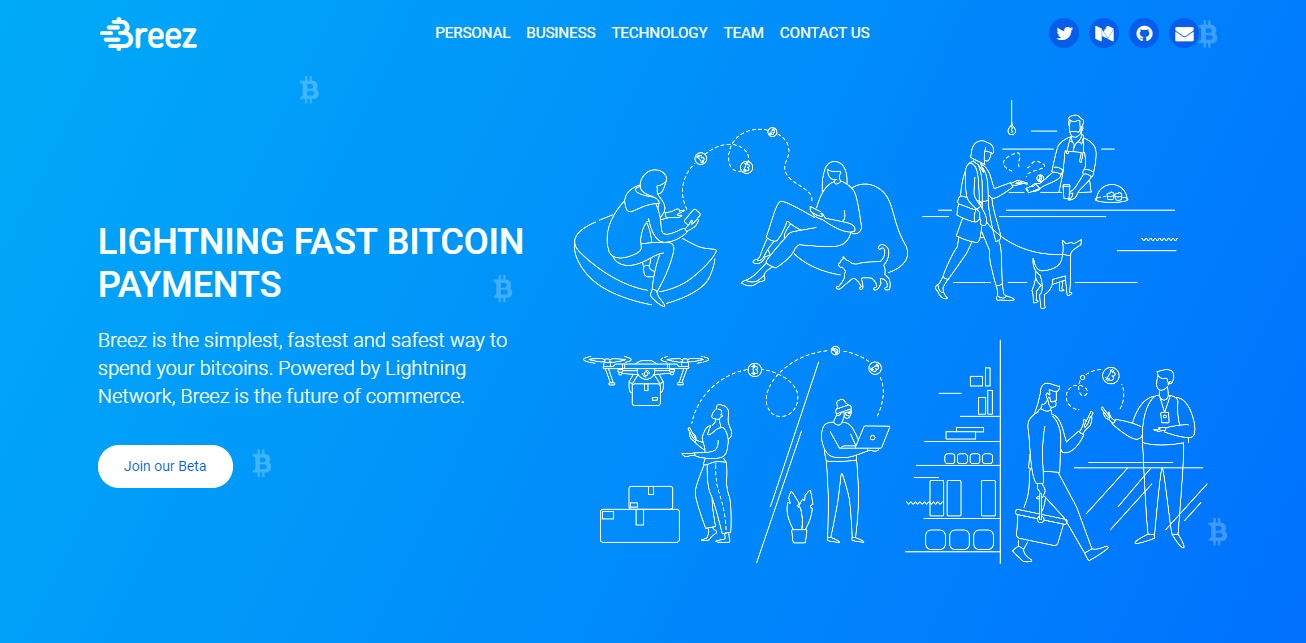 Breez
PERSONAL BUSINESS TECHNOLOGY TEAM CONTACT US
LIGHTNING FAST BITCOIN
PAYMENTS
Breez is the simplest, fastest and safest way to
spend your bitcoins. Powered by Lightning
Network, Breez is the future of commerce.
Join our Beta